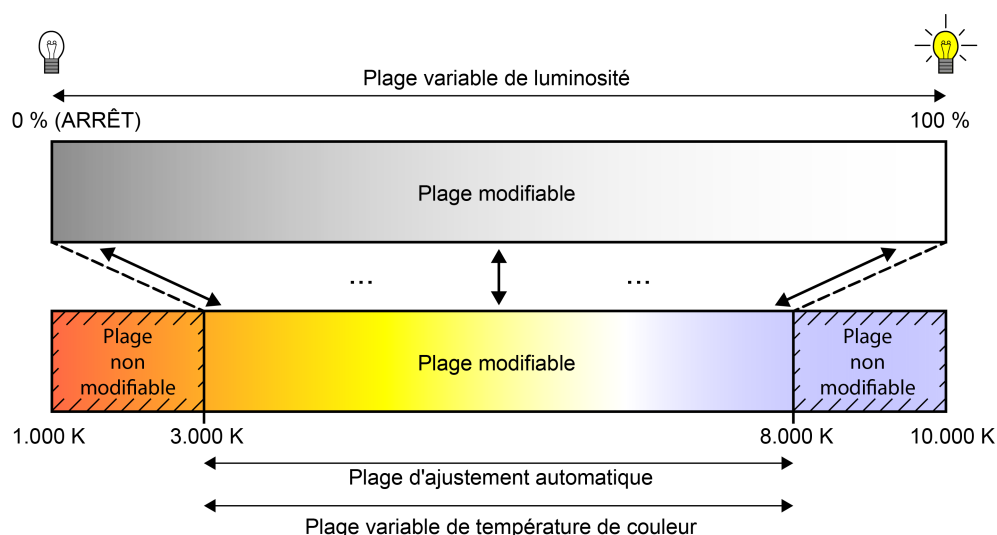 Plage variable de luminosité
0 % (ARRÊT)
100 %
Plage modifiable
...
...
Plage
non
modifiable
Plage modifiable
Plage
non
modifiable
1.000 K
3.000 K
8.000 K
10.000 K
Plage d'ajustement automatique
Plage variable de température de couleur